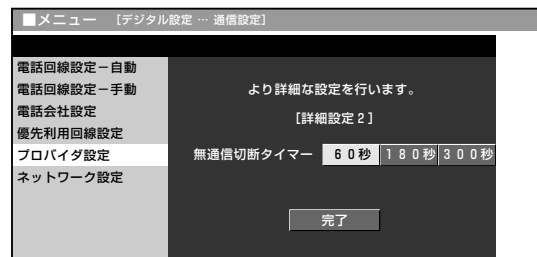 ■メニュー [デジタル設定 … 通信設定]
電話回線設定－自動
電話回線設定－手動
電話会社設定
優先利用回線設定
プロバイダ設定
ネットワーク設定
より詳細な設定を行います。
[詳細設定2]
無通信切断タイマー 60秒 180秒 300秒
完了